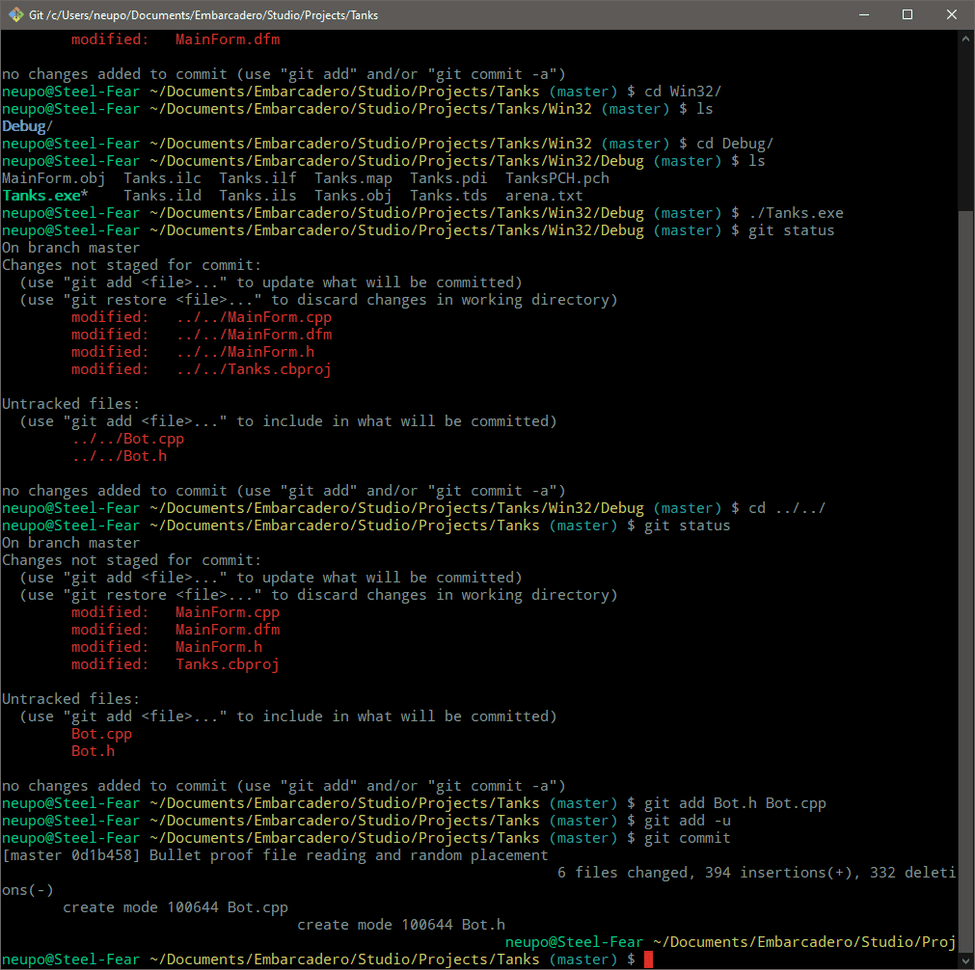 Git /c/Users/neupo/Documents/Embarcadero/Studio/Projects/Tanks
modified: MainForm.dfm
no changes added to commit (use "git add" and/or "git commit -a")
neupo@Steel-Fear ~/Documents/Embarcadero/Studio/Projects/Tanks (master) $ cd Win32/
neupo@Steel-Fear ~/Documents/Embarcadero/Studio/Projects/Tanks/Win32 (master) $ ls
Debug/
neupo@Steel-Fear ~/Documents/Embarcadero/Studio/Projects/Tanks/Win32 (master) $ cd Debug/
neupo@Steel-Fear ~/Documents/Embarcadero/Studio/Projects/Tanks/Win32/Debug (master) $ ls
MainForm.obj Tanks.ilc Tanks.ilf Tanks.map Tanks.pdi TanksPCH.pch
Tanks.exe* Tanks.ild Tanks.ils Tanks.obj Tanks.tds arena.txt
neupo@Steel-Fear ~/Documents/Embarcadero/Studio/Projects/Tanks/Win32/Debug (master) $ ./Tanks.exe
neupo@Steel-Fear ~/Documents/Embarcadero/Studio/Projects/Tanks/Win32/Debug (master) $ git status
On branch master
Changes not staged for commit:
(use "git add <file>..." to update what will be committed)
(use "git restore <file>..." to discard changes in working directory)
modified: ../../MainForm.cpp
modified: ../../MainForm.dfm
modified: ../../MainForm.h
modified: ../../Tanks.cbproj
Untracked files:
(use "git add <file>..." to include in what will be committed)
../../Bot.cpp
../../Bot.h
no changes added to commit (use "git add" and/or "git commit -a")
neupo@Steel-Fear ~/Documents/Embarcadero/Studio/Projects/Tanks/Win32/Debug (master) $ cd ../../
neupo@Steel-Fear ~/Documents/Embarcadero/Studio/Projects/Tanks (master) $ git status
On branch master
Changes not staged for commit:
(use "git add <file>..." to update what will be committed)
(use "git restore <file>..." to discard changes in working directory)
modified: MainForm.cpp
modified: MainForm.dfm
modified: MainForm.h
modified: Tanks.cbproj
Untracked files:
(use "git add <file>..." to include in what will be committed)
Bot.cpp
Bot.h
no changes added to commit (use "git add" and/or "git commit -a")
neupo@Steel-Fear ~/Documents/Embarcadero/Studio/Projects/Tanks (master) $ git add Bot.h Bot.cpp
neupo@Steel-Fear ~/Documents/Embarcadero/Studio/Projects/Tanks (master) $ git add -u
neupo@Steel-Fear ~/Documents/Embarcadero/Studio/Projects/Tanks (master) $ git commit
[master 0d1b458] Bullet proof file reading and random placement
6 files changed, 394 insertions(+), 332 deleti
ons(-)
create mode 100644 Bot.cpp
create mode 100644 Bot.h
neupo@Steel-Fear ~/Documents/Embarcadero/Studio/Proj
neupo@Steel-Fear ~/Documents/Embarcadero/Studio/Projects/Tanks (master) $